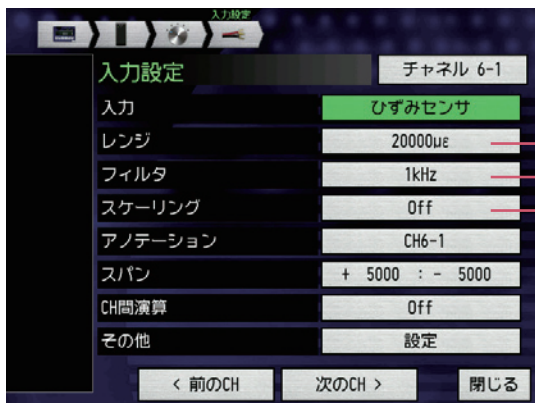 入力設定
入力設定
チャネル 6-1
入力
ひずみセンサ
レンジ
20000με
フィルタ
1kHz
スケーリング
Off
アノテーション
CH6-1
スパン
+ 5000 : - 5000
CH間演算
Off
その他
設定
< 前のCH
次のCH >
閉じる